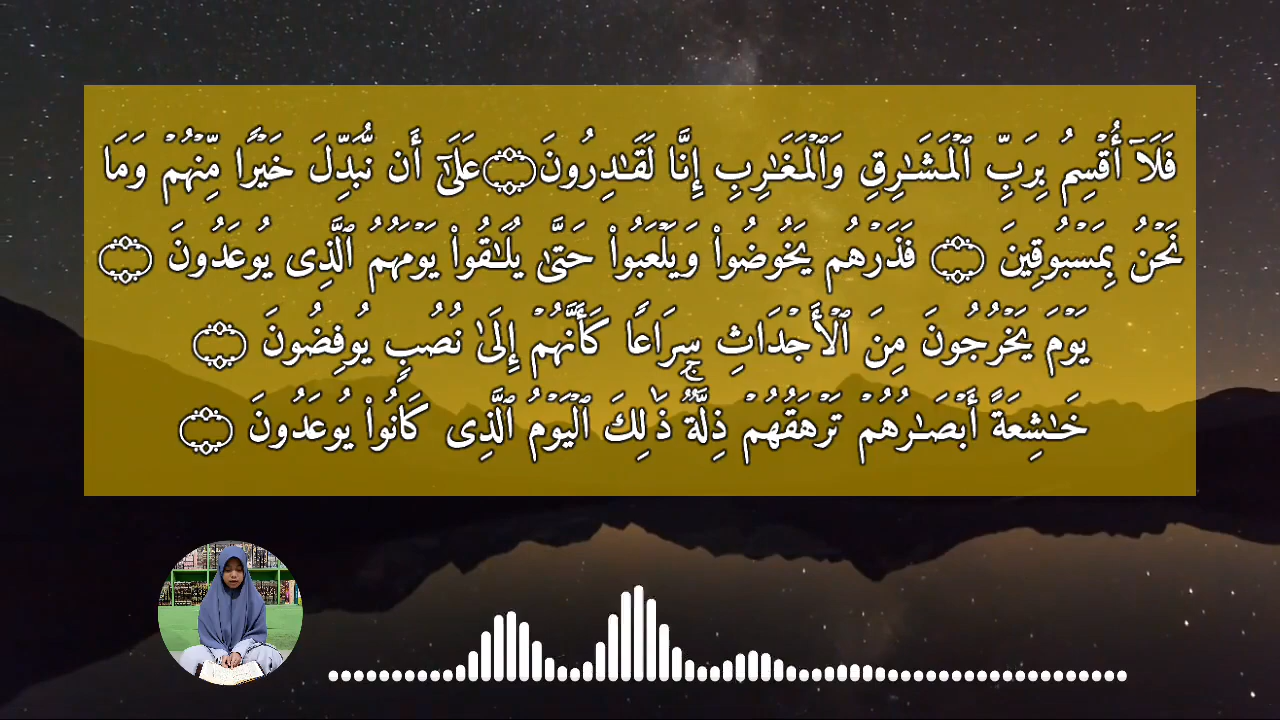 فَلَآ أُقْسِمُ بِرَبِّ ٱلْمَشَـٰرِقِ وَٱلْمَغَـٰرِبِ إِنَّا لَقَـٰدِرُونَ۝عَلَىٰٓ أَن نُّبَدِّلَ خَيْرًا مِّنْهُمْ وَمَا
نَحْنُ بِمَسْبُوقِينَ ۝ فَذَرْهُمْ يَخُوضُوا۟ وَيَلْعَبُوا۟ حَتَّىٰ يُلَـٰقُوا۟ يَوْمَهُمُ ٱلَّذِى يُوعَدُونَ ۝
يَوْمَ يَخْرُجُونَ مِنَ ٱلْأَجْدَاثِ سِرَاعًا كَأَنَّهُمْ إِلَىٰ نُصُبٍ يُوفِضُونَ ۝
خَـٰشِعَةً أَبْصَـٰرُهُمْ تَرْهَقُهُمْ ذِلَّةٌ ۚ ذَٰلِكَ ٱلْيَوْمُ ٱلَّذِى كَانُوا۟ يُوعَدُونَ ۝